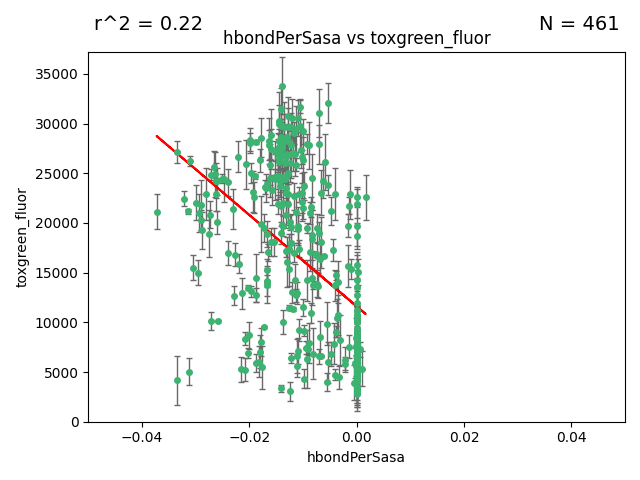 r^2 = 0.22
N = 461
hbondPerSasa vs toxgreen_fluor
35000
30000
25000
20000
15000
10000
5000
0
toxgreen_fluor
−0.04
−0.02
0.00
0.02
0.04
hbondPerSasa